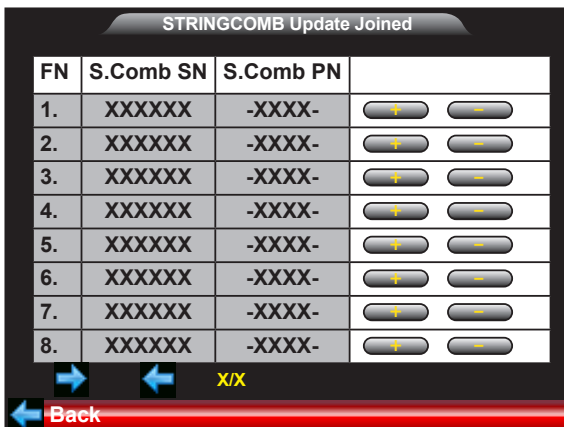 STRINGCOMB Update Joined
FN S.Comb SN S.Comb PN
1. XXXXXX -XXXX- + -
2. XXXXXX -XXXX- + -
3. XXXXXX -XXXX- + -
4. XXXXXX -XXXX- + -
5. XXXXXX -XXXX- + -
6. XXXXXX -XXXX- + -
7. XXXXXX -XXXX- + -
8. XXXXXX -XXXX- + -
X/X
Back